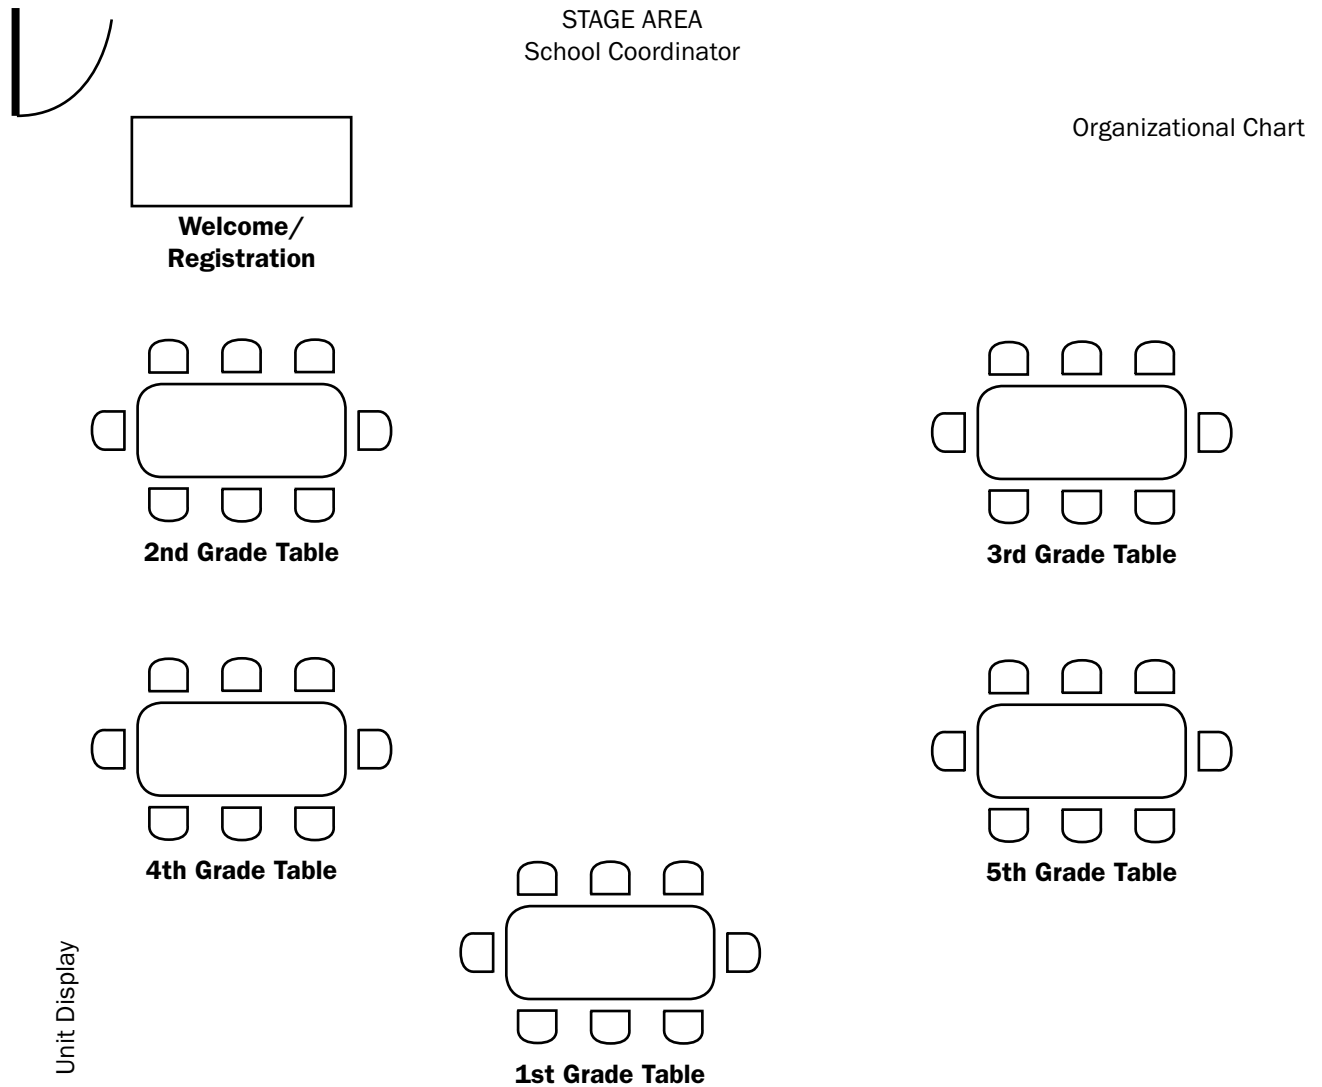 STAGE AREA
School Coordinator
Organizational Chart
Welcome/
Registration
2nd Grade Table
3rd Grade Table
4th Grade Table
5th Grade Table
Unit Display
1st Grade Table